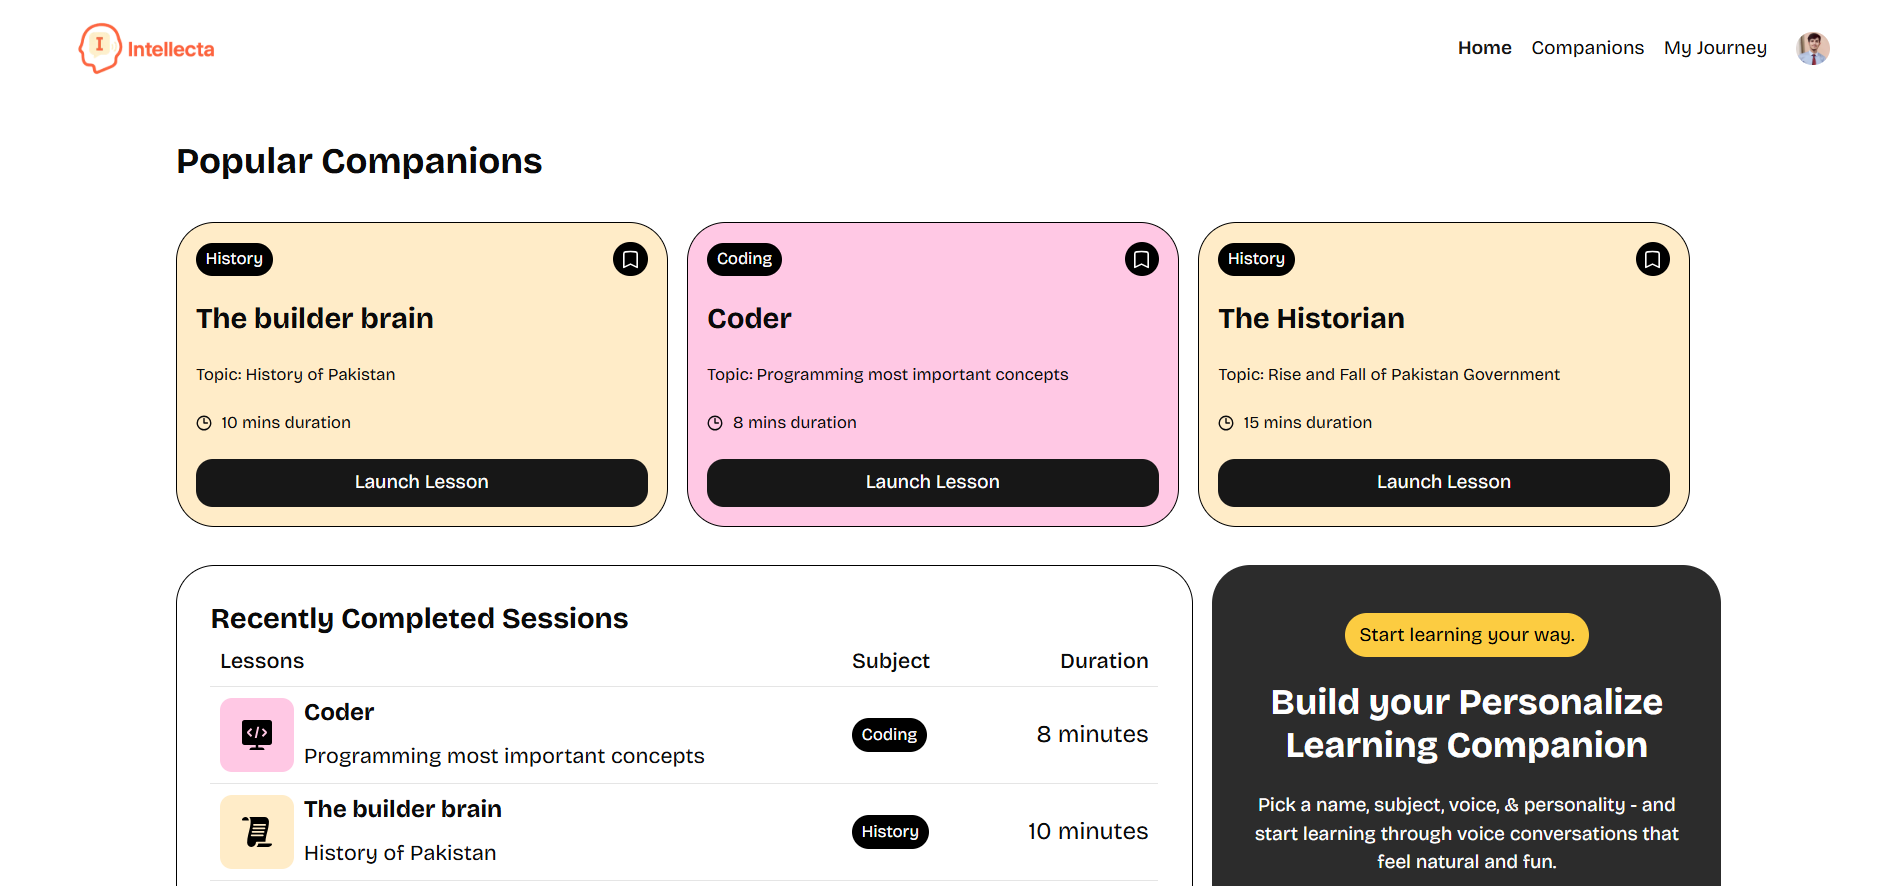 I
Intellecta
Home
Companions
My Journey
Popular Companions
History
The builder brain
Topic: History of Pakistan
10 mins duration
Launch Lesson
Coding
Coder
Topic: Programming most important concepts
8 mins duration
Launch Lesson
History
The Historian
Topic: Rise and Fall of Pakistan Government
15 mins duration
Launch Lesson
Recently Completed Sessions
Lessons
Subject
Duration
Coder
Programming most important concepts
Coding
8 minutes
The builder brain
History of Pakistan
History
10 minutes
Start learning your way.
Build your Personalize
Learning Companion
Pick a name, subject, voice, & personality - and
start learning through voice conversations that
feel natural and fun.